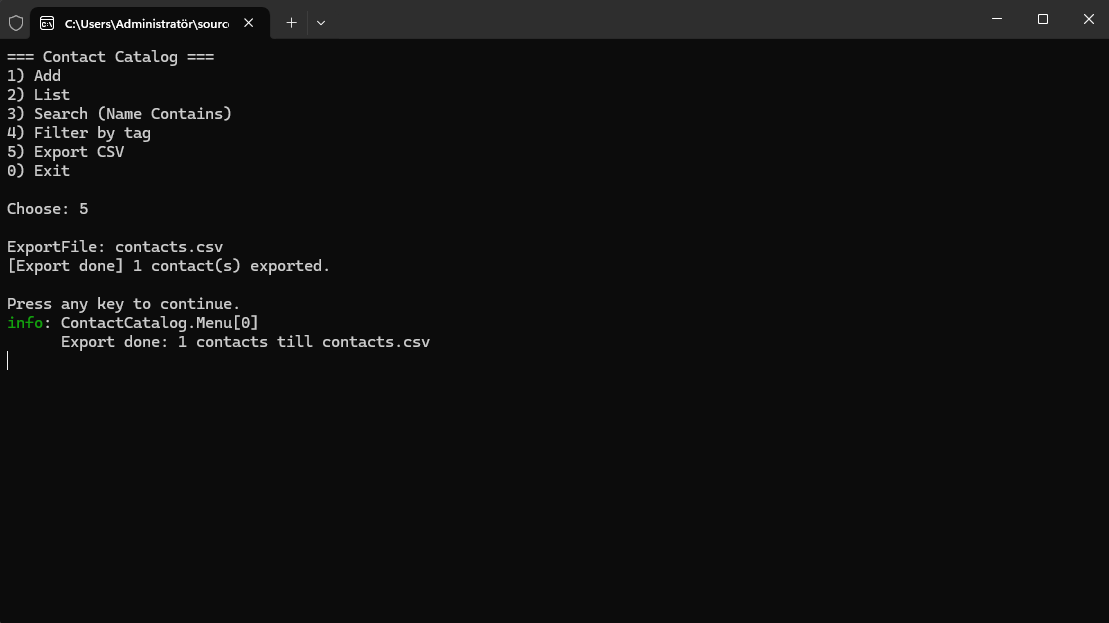 C:\Users\Administratör\sourc
=== Contact Catalog ===
1) Add
2) List
3) Search (Name Contains)
4) Filter by tag
5) Export CSV
0) Exit
Choose: 5
ExportFile: contacts.csv
[Export done] 1 contact(s) exported.
Press any key to continue.
info: ContactCatalog.Menu[0]
Export done: 1 contacts till contacts.csv